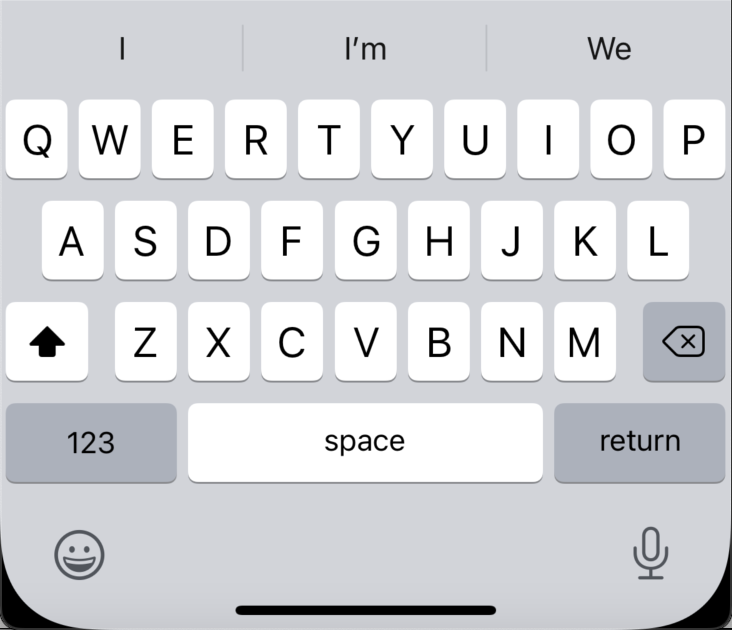 I I’m We
Q W E R T Y U I O P
A S D F G H J K L
Z X C V B N M
123 space return